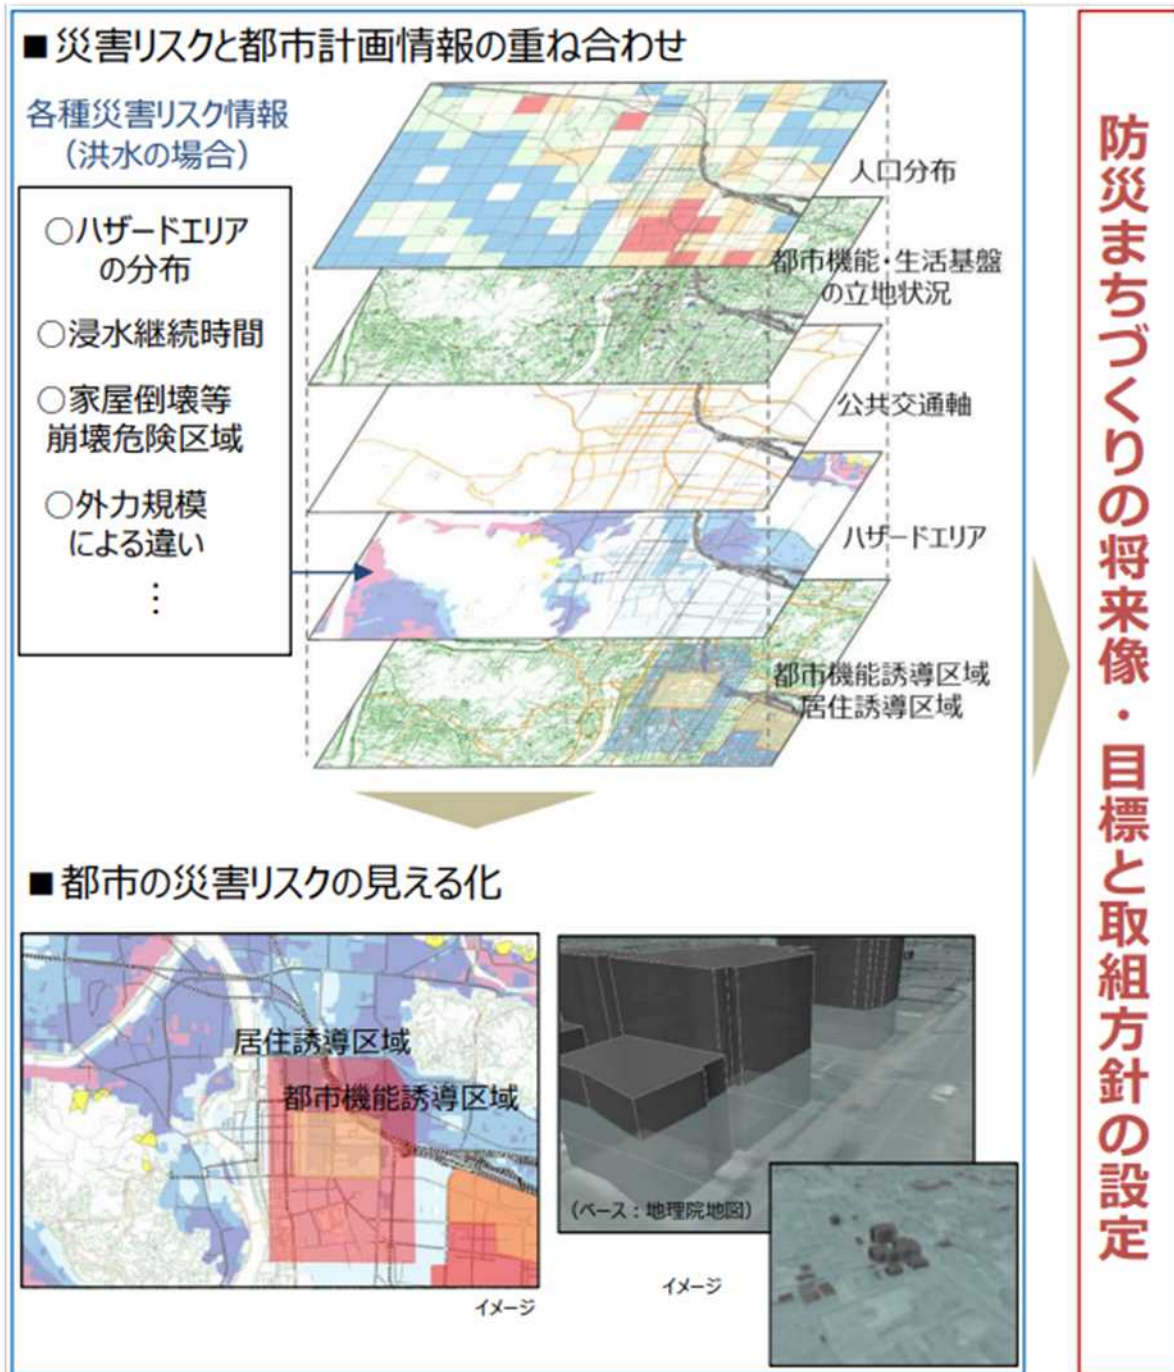 ■災害リスクと都市計画情報の重ね合わせ
各種災害リスク情報
（洪水の場合）
○ハザードエリア
の分布
○浸水継続時間
○家屋倒壊等
崩壊危険区域
○外力規模
による違い
⋮
人口分布
都市機能・生活基盤
の立地状況
公共交通軸
ハザードエリア
都市機能誘導区域
居住誘導区域
■都市の災害リスクの見える化
居住誘導区域
都市機能誘導区域
イメージ
（ベース：地理院地図）
イメージ
防災まちづくりの将来像・目標と取組方針の設定